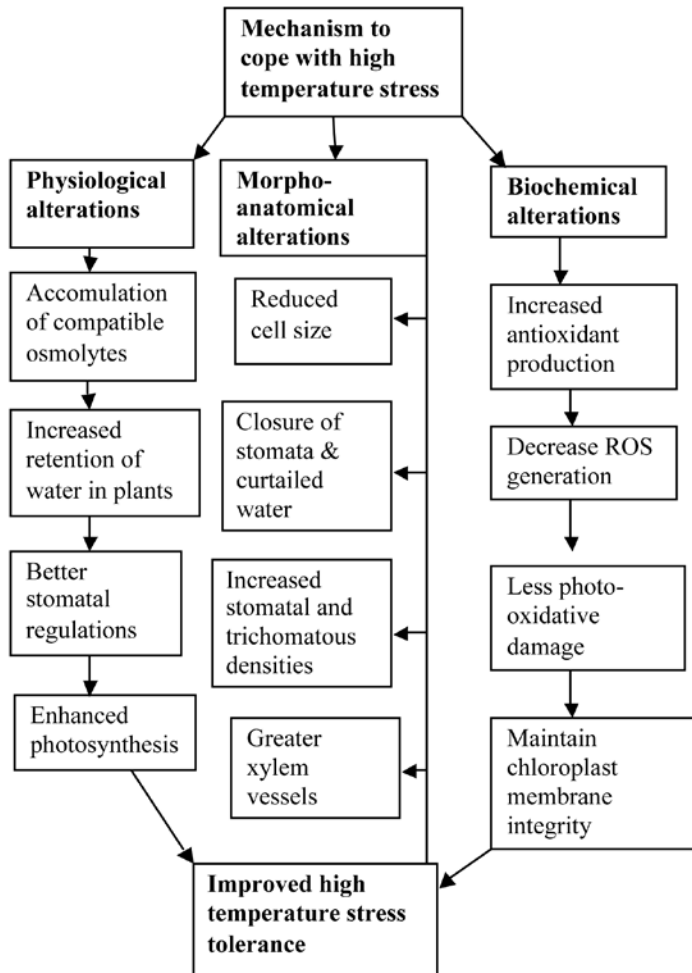 Mechanism to
cope with high
temperature stress
Physiological
alterations
Morpho-
anatomical
alterations
Biochemical
alterations
Accomulation
of compatible
osmolytes
Reduced
cell size
Increased
antioxidant
production
Increased
retention of
water in plants
Closure of
stomata &
curtailed
water
Decrease ROS
generation
Better
stomatal
regulations
Increased
stomatal and
trichomatous
densities
Less photo-
oxidative
damage
Enhanced
photosynthesis
Greater
xylem
vessels
Maintain
chloroplast
membrane
integrity
Improved high
temperature stress
tolerance